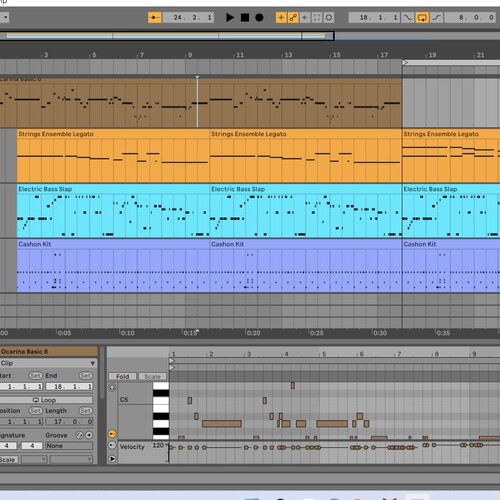 24. 2. 1
18. 1. 1
8. 0. 0
3 5 7 9 11 13 15 17 19 21
Ocarina Basic 8
Strings Ensemble Legato Strings Ensemble Legato Strings Ensemble Legato
Electric Bass Slap Electric Bass Slap Electric Bass Slap
Cashon Kit Cashon Kit Cashon Kit
0:05 0:10 0:15 0:20 0:25 0:30 0:35
Ocarina Basic 8
Clip
Start Set End Set
1. 1. 1 18. 1. 1
Loop
Position Set Length Set
1. 1. 1 17. 0. 0
Signature Groove
4 4 None
Scale
1 2 3 4 5 6 7 8 9
Fold Scale
C5
Velocity 120